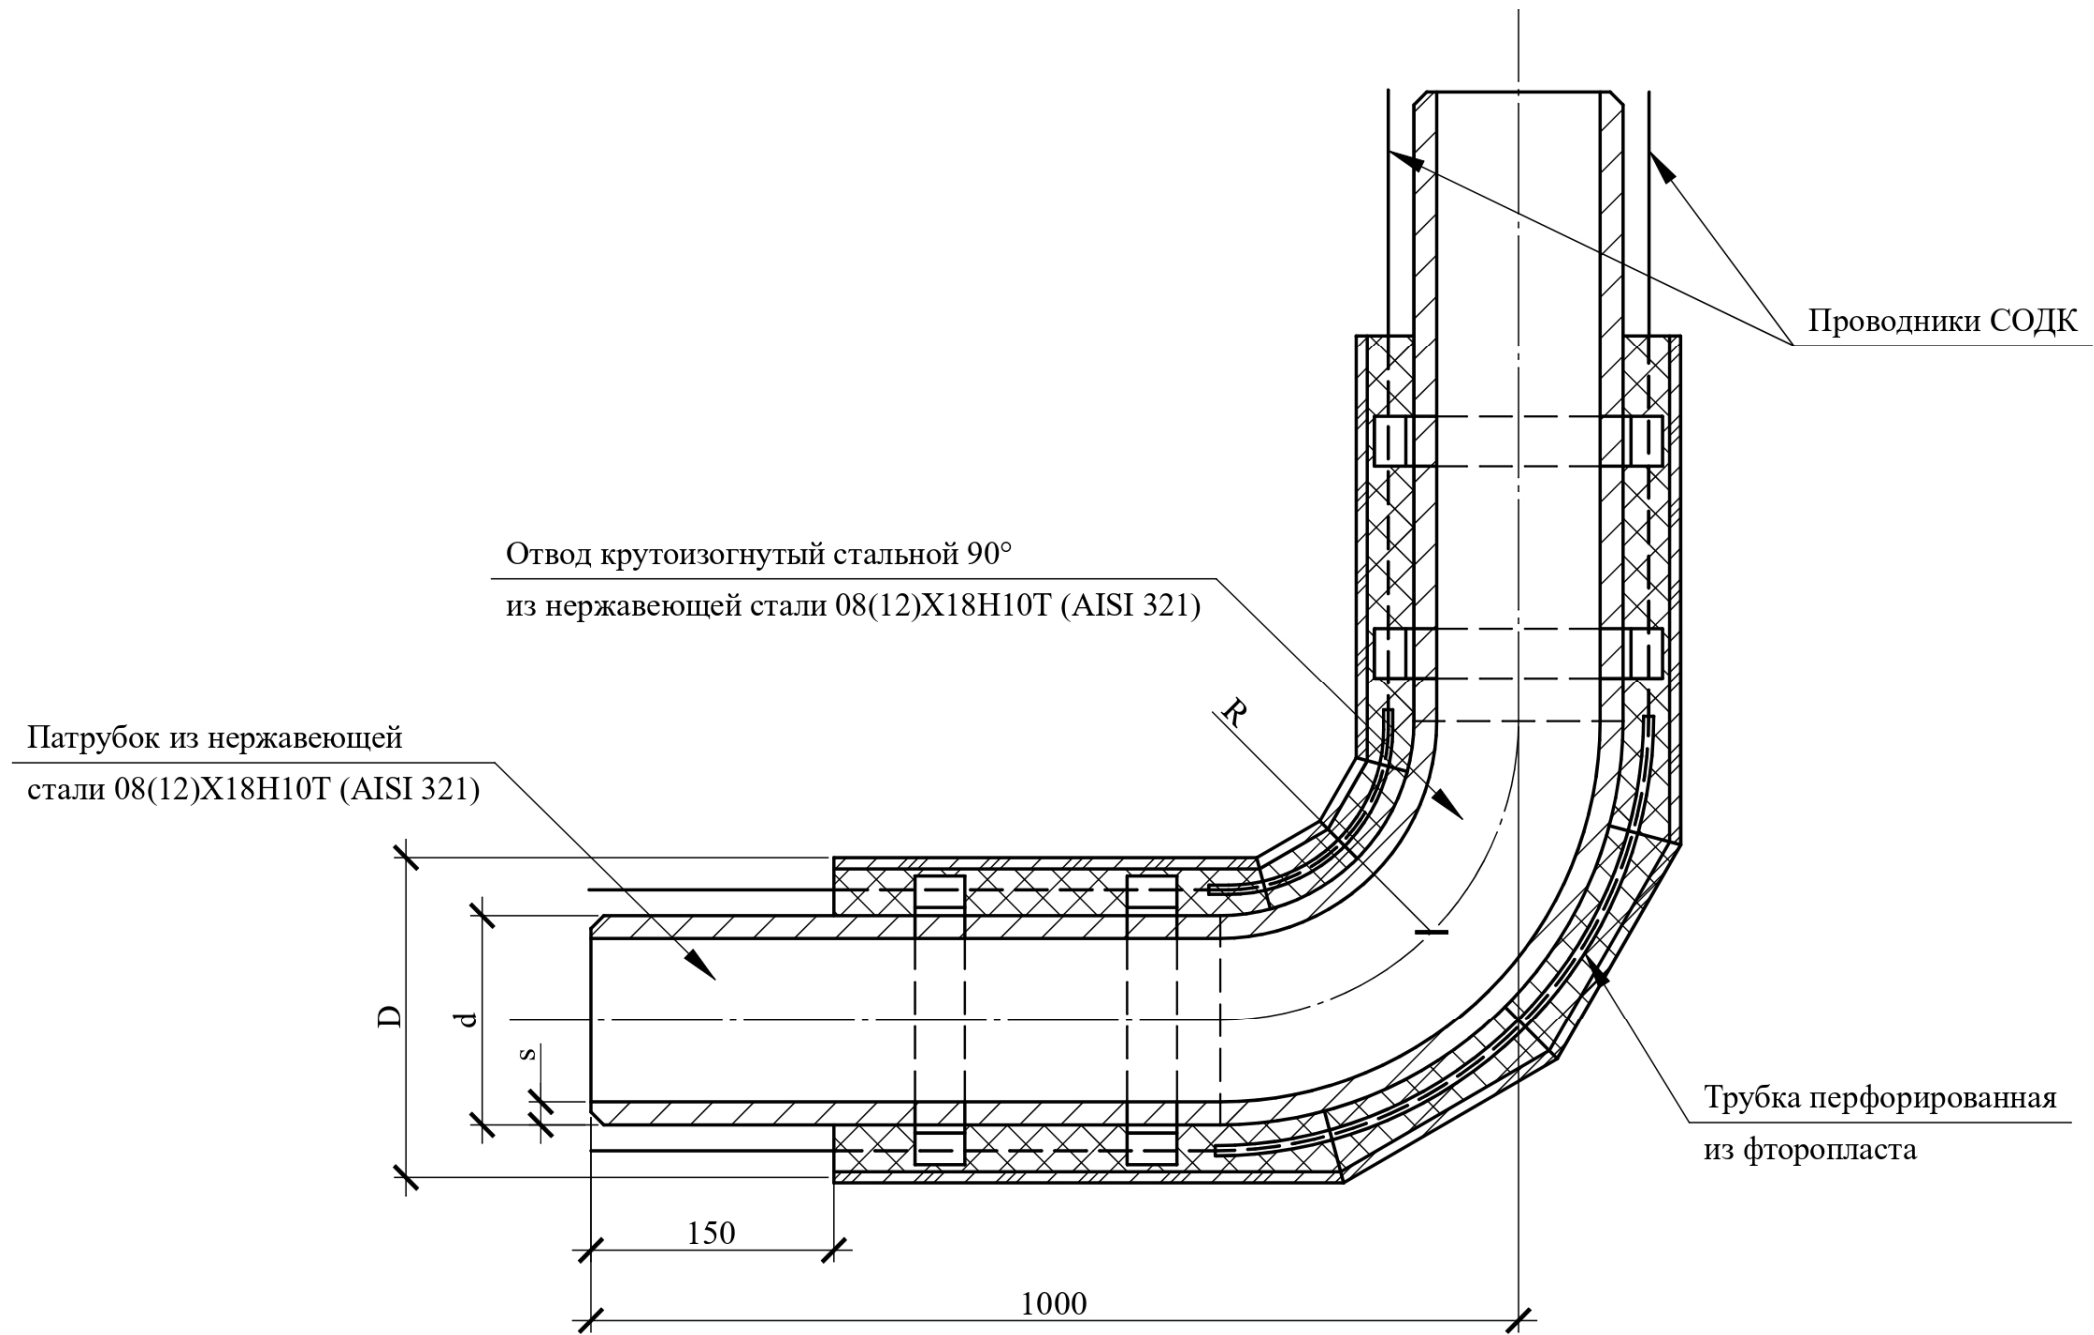 Проводники СОДК
Отвод крутоизогнутый стальной 90°
из нержавеющей стали 08(12)Х18Н10Т (AISI 321)
R
Патрубок из нержавеющей
стали 08(12)Х18Н10Т (AISI 321)
D
d
s
Трубка перфорированная
из фторопласта
150
1000